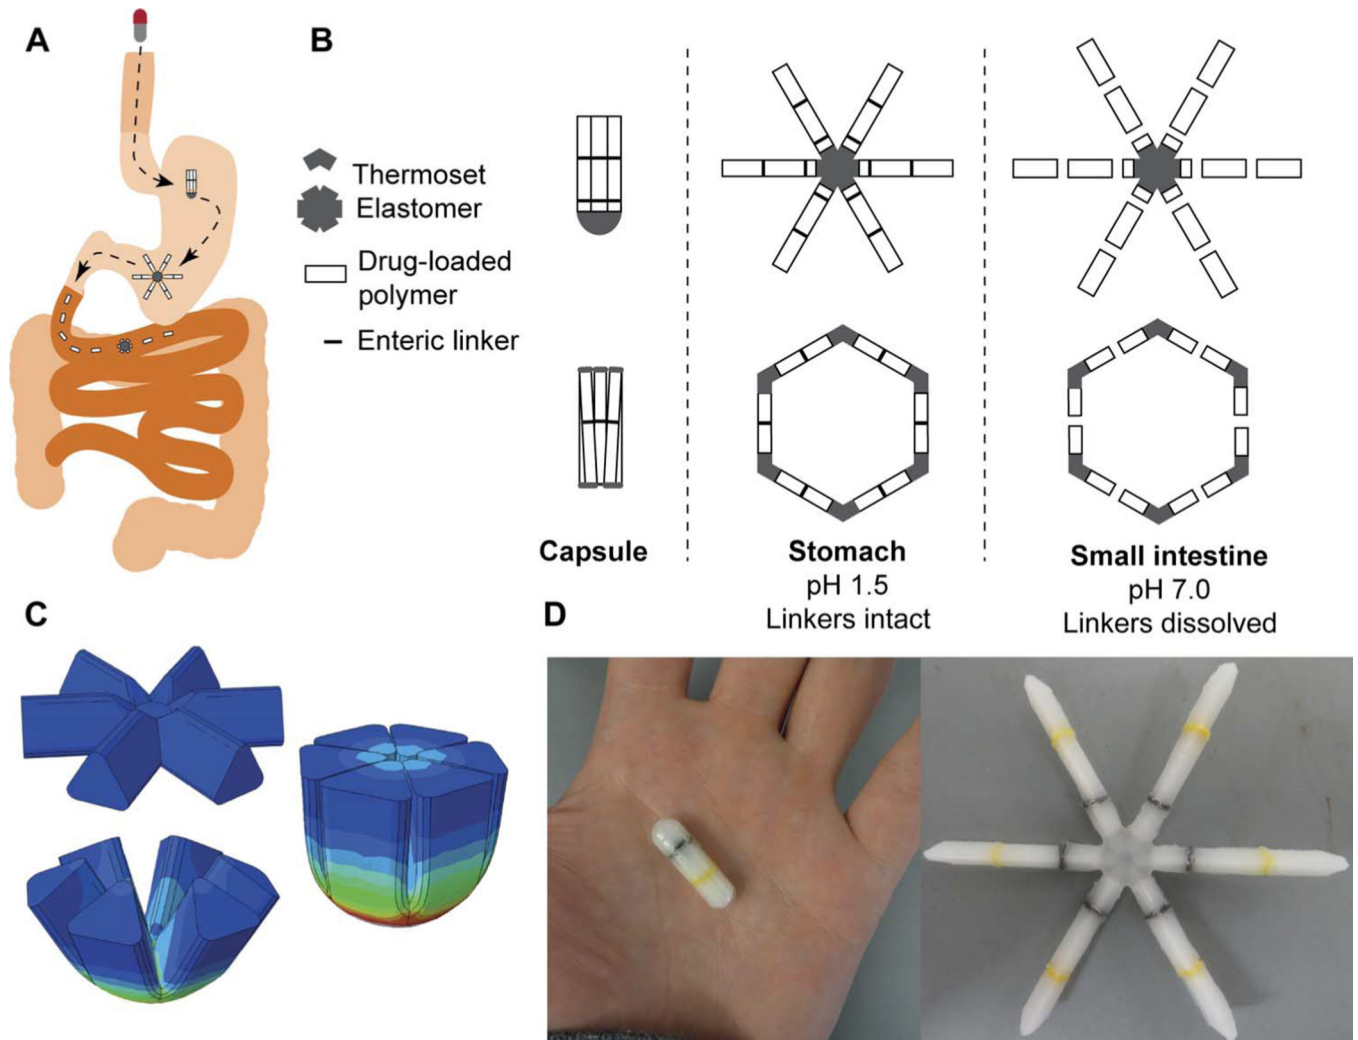 A
B
Thermoset
Elastomer
Drug-loaded
polymer
Enteric linker
Capsule
Stomach
pH 1.5
Linkers intact
Small intestine
pH 7.0
Linkers dissolved
C
D